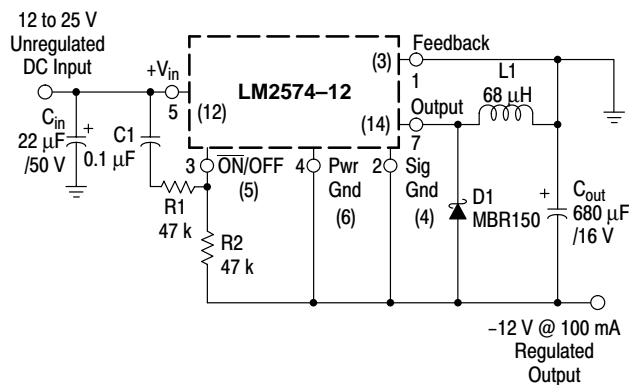 12 to 25 V
Unregulated
DC Input
+Vin
5
(12)
LM2574–12
(3)
Feedback
1
(14)
Output
7
L1
68 μH
Cin
22 μF
/50 V
+
C1
0.1 μF
3
ON/OFF
(5)
4
Pwr
Gnd
(6)
2
Sig
Gnd
(4)
R1
47 k
R2
47 k
D1
MBR150
+
Cout
680 μF
/16 V
–12 V @ 100 mA
Regulated
Output